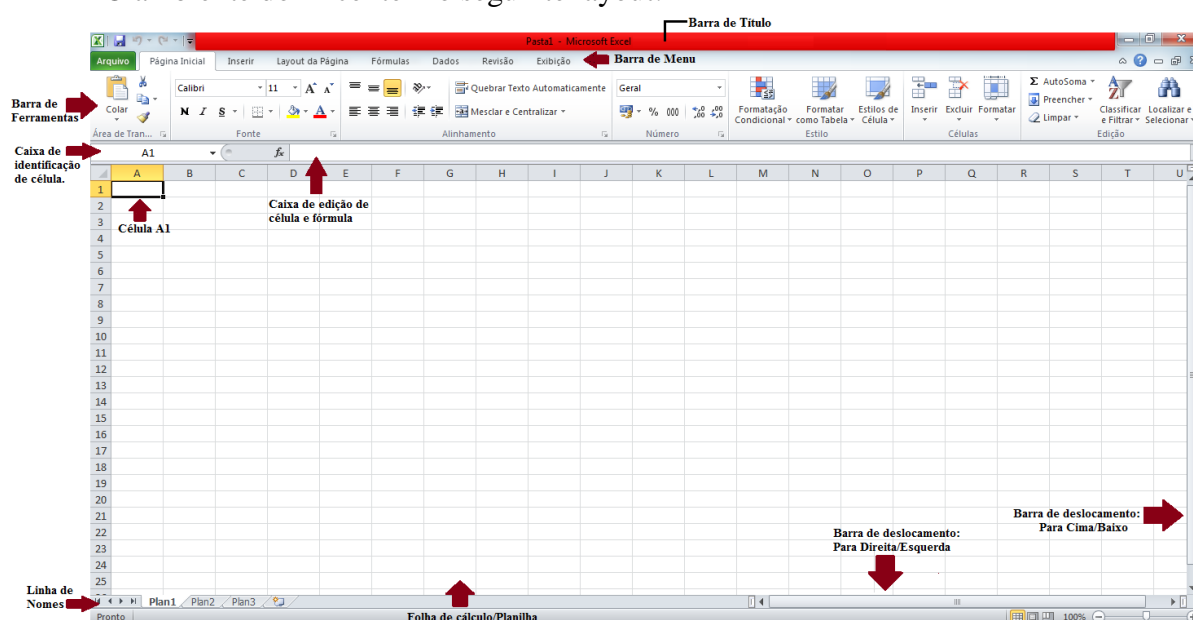 Barra de Título
Pasta1 - Microsoft Excel
Arquivo Página Inicial Inserir Layout da Página Fórmulas Dados Revisão Exibição Barra de Menu
Barra de
Ferramentas
Colar
Calibri 11
N I S
Quebrar Texto Automaticamente
Mesclar e Centralizar
Geral
% 000
Formatação
Condicional
Formatar
como Tabela
Estilos de
Célula
Inserir Excluir Formatar
Σ AutoSoma
Preencher
Limpar
Classificar
e Filtrar
Localizar e
Selecionar
Área de Tran... Fonte Alinhamento Número Estilo Células Edição
Caixa de
identificação
de célula.
A1 fx
A B C D E F G H I J K L M N O P Q R S T U
1
2
3
4
5
6
7
8
9
10
11
12
13
14
15
16
17
18
19
20
21
22
23
24
25
Célula A1
Caixa de edição de
célula e fórmula
Barra de deslocamento:
Para Cima/Baixo
Barra de deslocamento:
Para Direita/Esquerda
Linha de
Nomes
Plan1 Plan2 Plan3
Folha de cálculo/Planilha
Pronto 100%